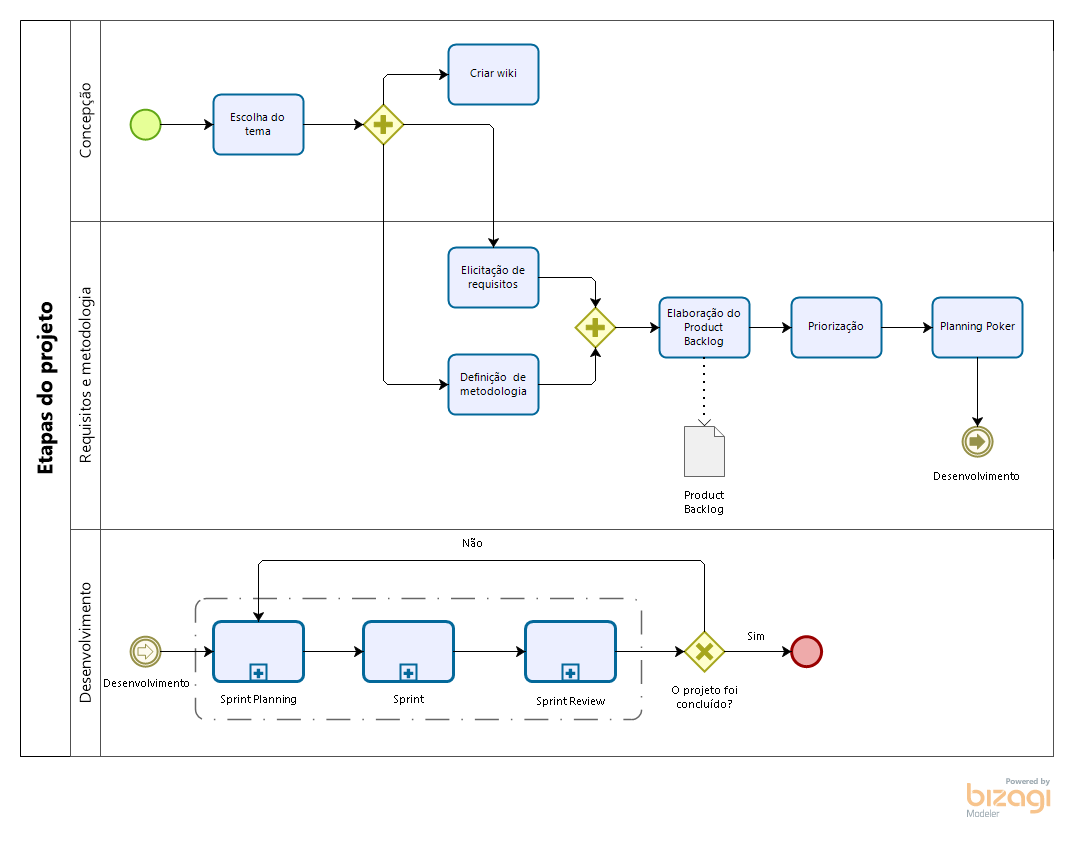 Etapas do projeto
Concepção
Escolha do
tema
Criar wiki
Requisitos e metodologia
Elicitação de
requisitos
Definição de
metodologia
Elaboração do
Product
Backlog
Priorização
Planning Poker
Product
Backlog
Desenvolvimento
Desenvolvimento
Não
Desenvolvimento
Sprint Planning
Sprint
Sprint Review
O projeto foi
concluído?
Sim
Powered by
bizagi
Modeler